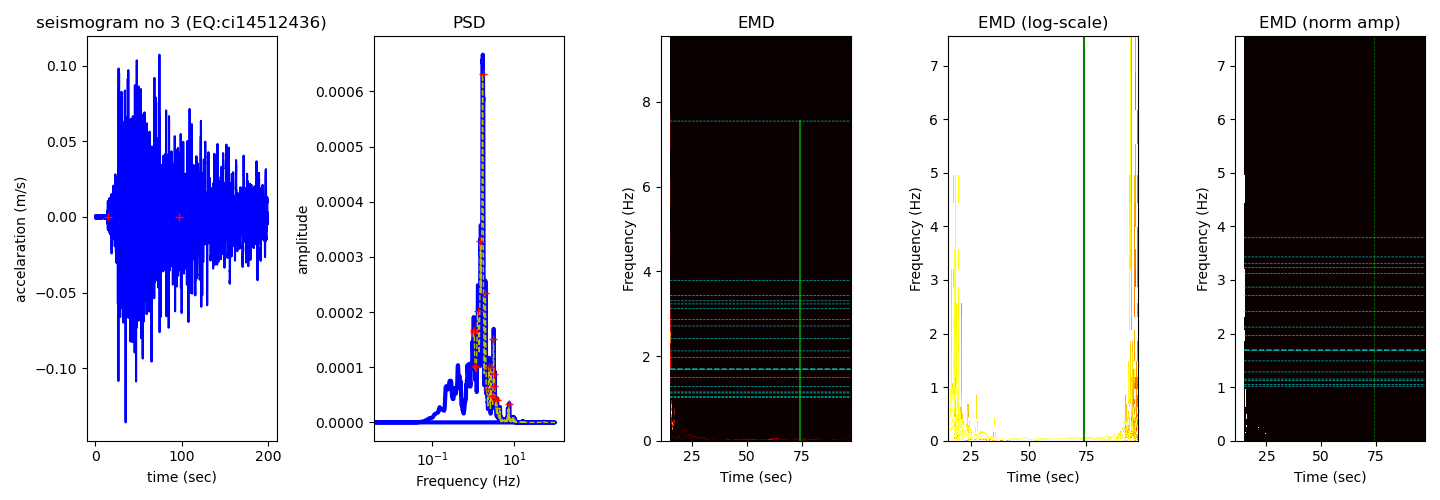 seismogram no 3 (EQ:ci14512436)
accelaration (m/s)
0.10
0.05
0.00
−0.05
−0.10
0 100 200
time (sec)
PSD
amplitude
0.0006
0.0005
0.0004
0.0003
0.0002
0.0001
0.0000
10⁻¹ 10¹
Frequency (Hz)
EMD
Frequency (Hz)
8
6
4
2
0
25 50 75
Time (sec)
EMD (log-scale)
Frequency (Hz)
7
6
5
4
3
2
1
0
25 50 75
Time (sec)
EMD (norm amp)
Frequency (Hz)
7
6
5
4
3
2
1
0
25 50 75
Time (sec)